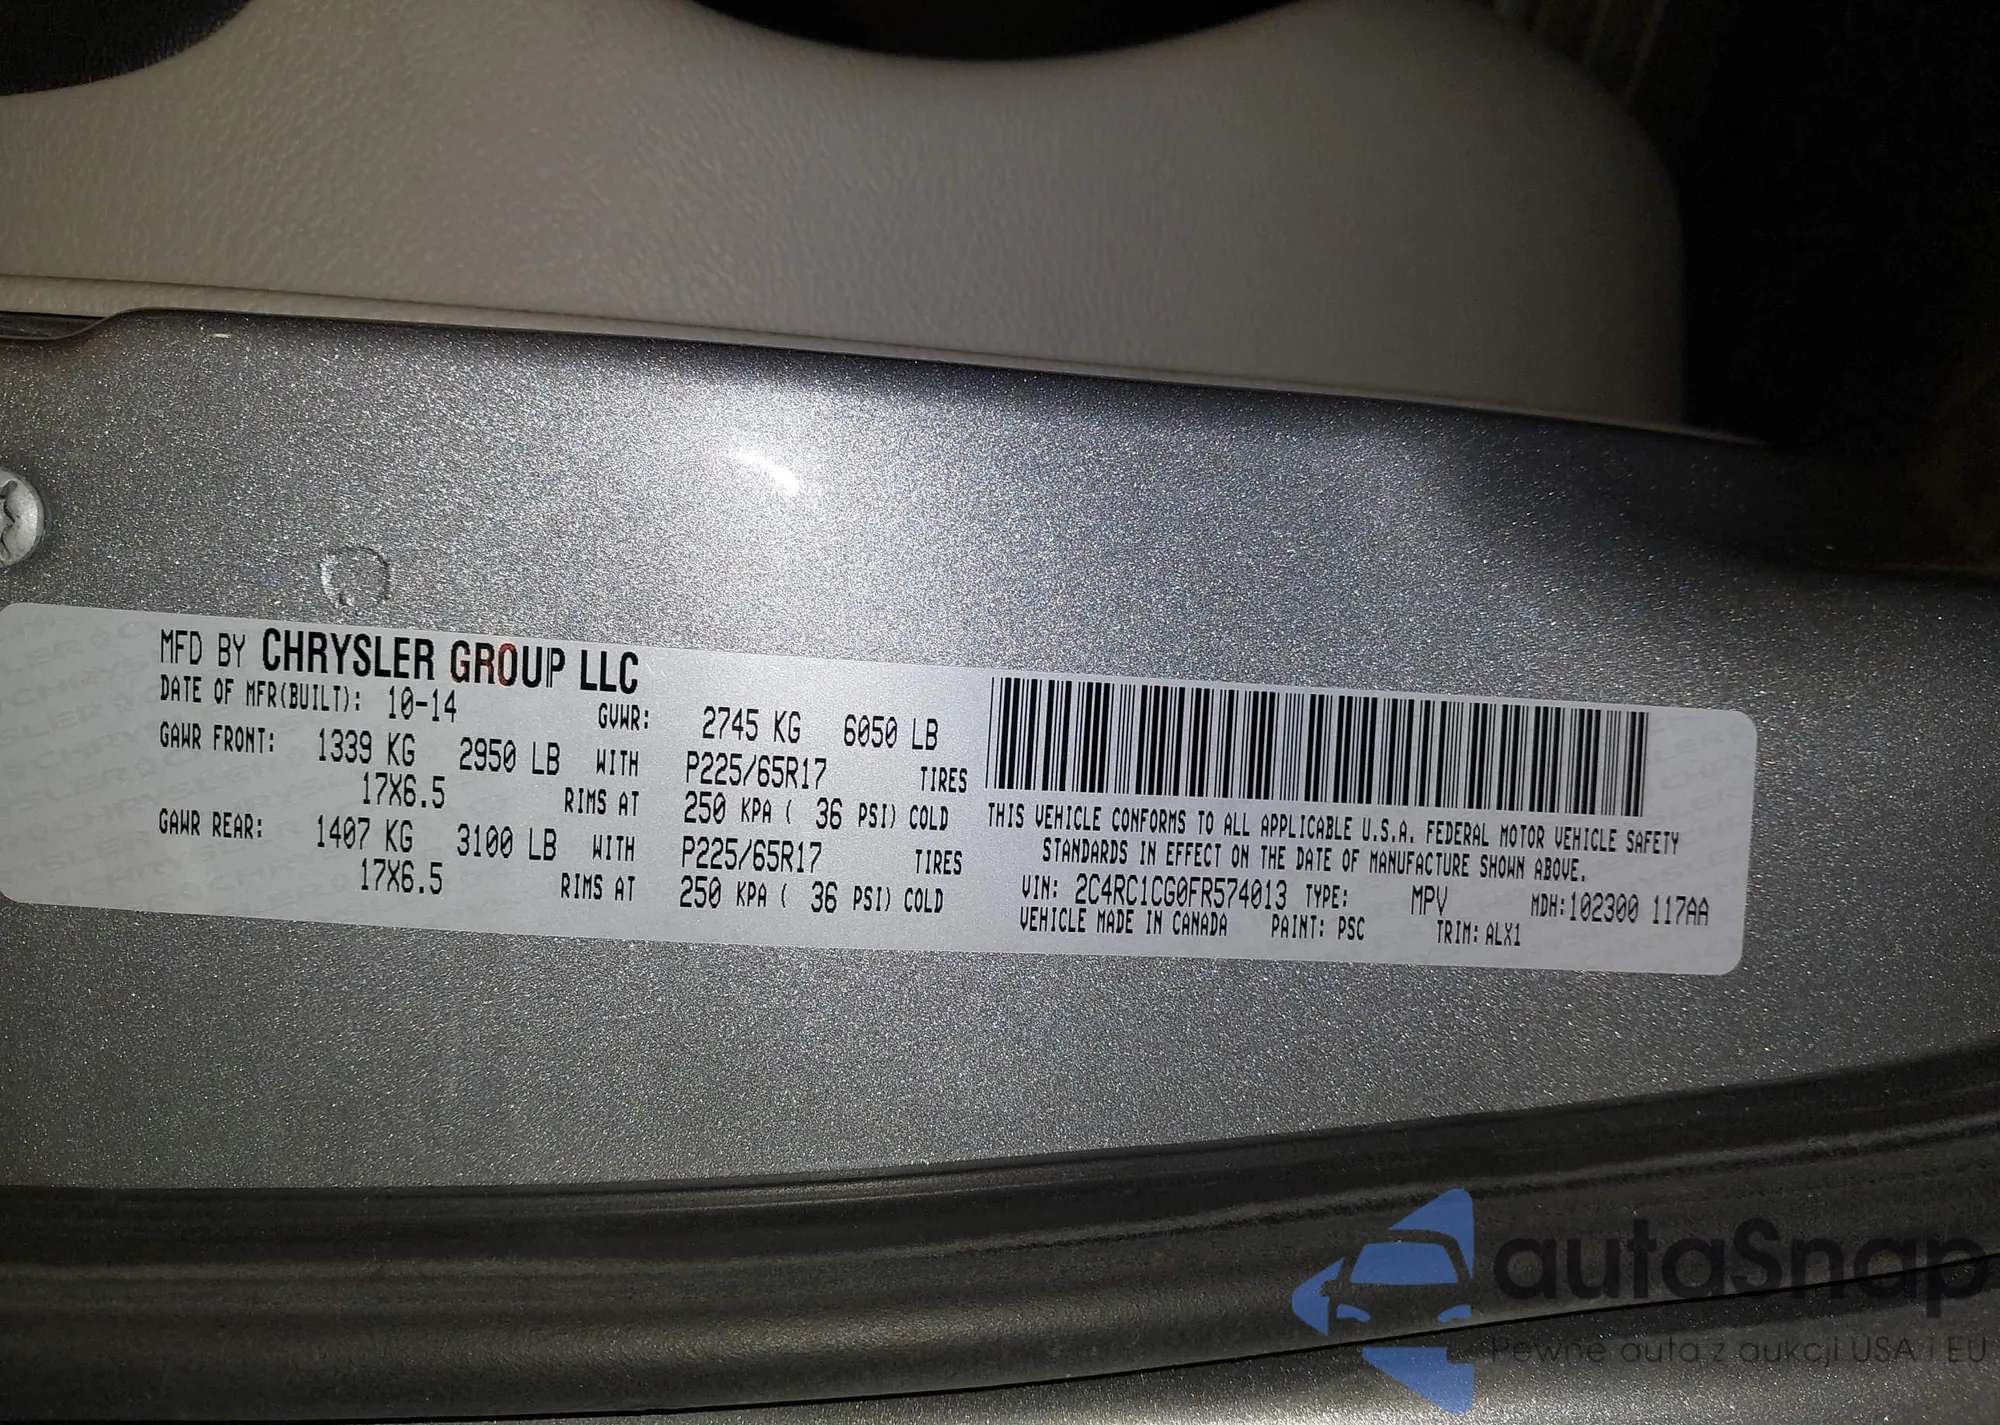 MFD BY CHRYSLER GROUP LLC
DATE OF MFR(BUILT): 10-14 GVWR: 2745 KG 6050 LB
GAWR FRONT: 1339 KG 2950 LB WITH P225/65R17 TIRES
17X6.5 RIMS AT 250 KPA ( 36 PSI) COLD
GAWR REAR: 1407 KG 3100 LB WITH P225/65R17 TIRES
17X6.5 RIMS AT 250 KPA ( 36 PSI) COLD
THIS VEHICLE CONFORMS TO ALL APPLICABLE U.S.A. FEDERAL MOTOR VEHICLE SAFETY
STANDARDS IN EFFECT ON THE DATE OF MANUFACTURE SHOWN ABOVE.
VIN: 2C4RC1CG0FR574013 TYPE: MPV MDH:102300 117AA
VEHICLE MADE IN CANADA PAINT: PSC TRIM: ALX1
autaSnap
Pewne auta z aukcji USA i EU